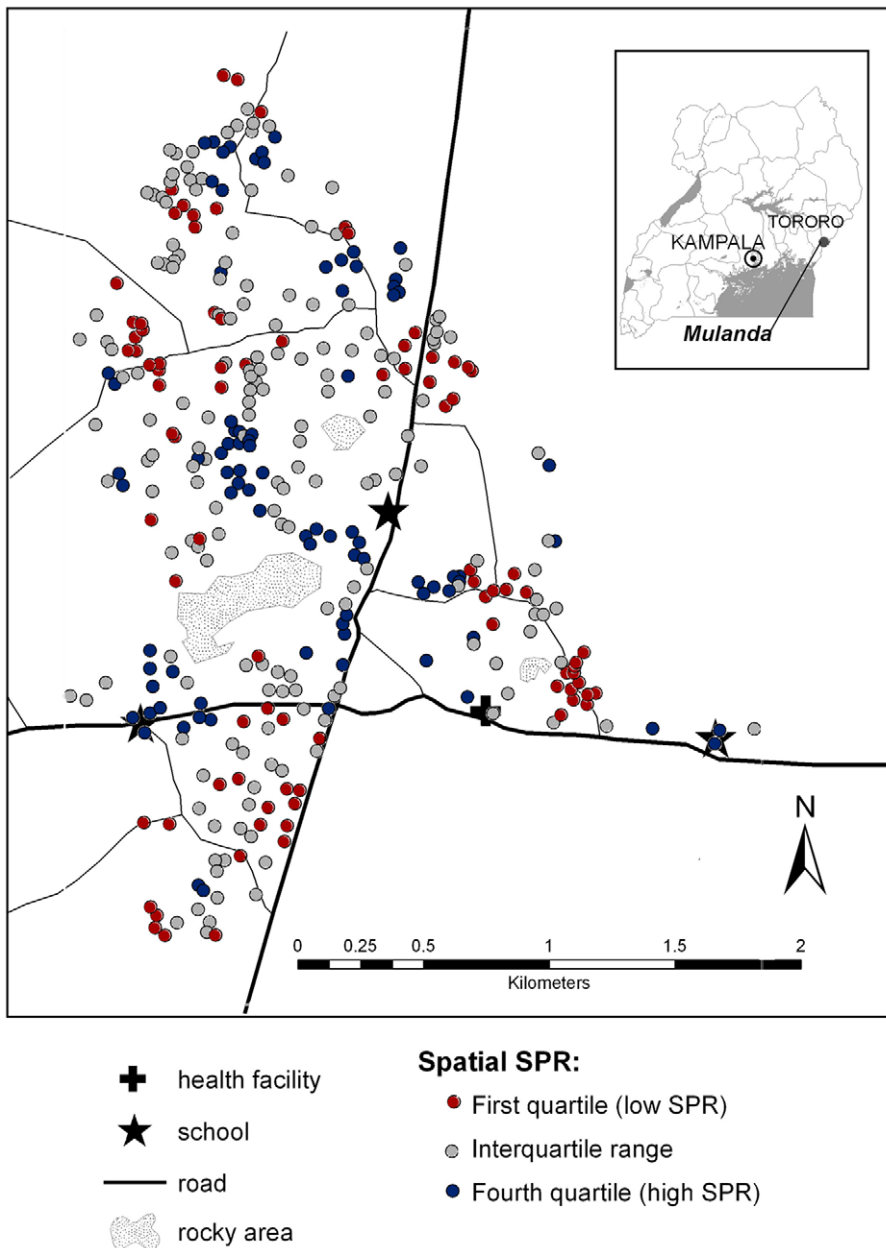 TORORO
KAMPALA
Mulanda
N
0 0.25 0.5 1 1.5 2
Kilometers
health facility
school
road
rocky area
Spatial SPR:
First quartile (low SPR)
Interquartile range
Fourth quartile (high SPR)